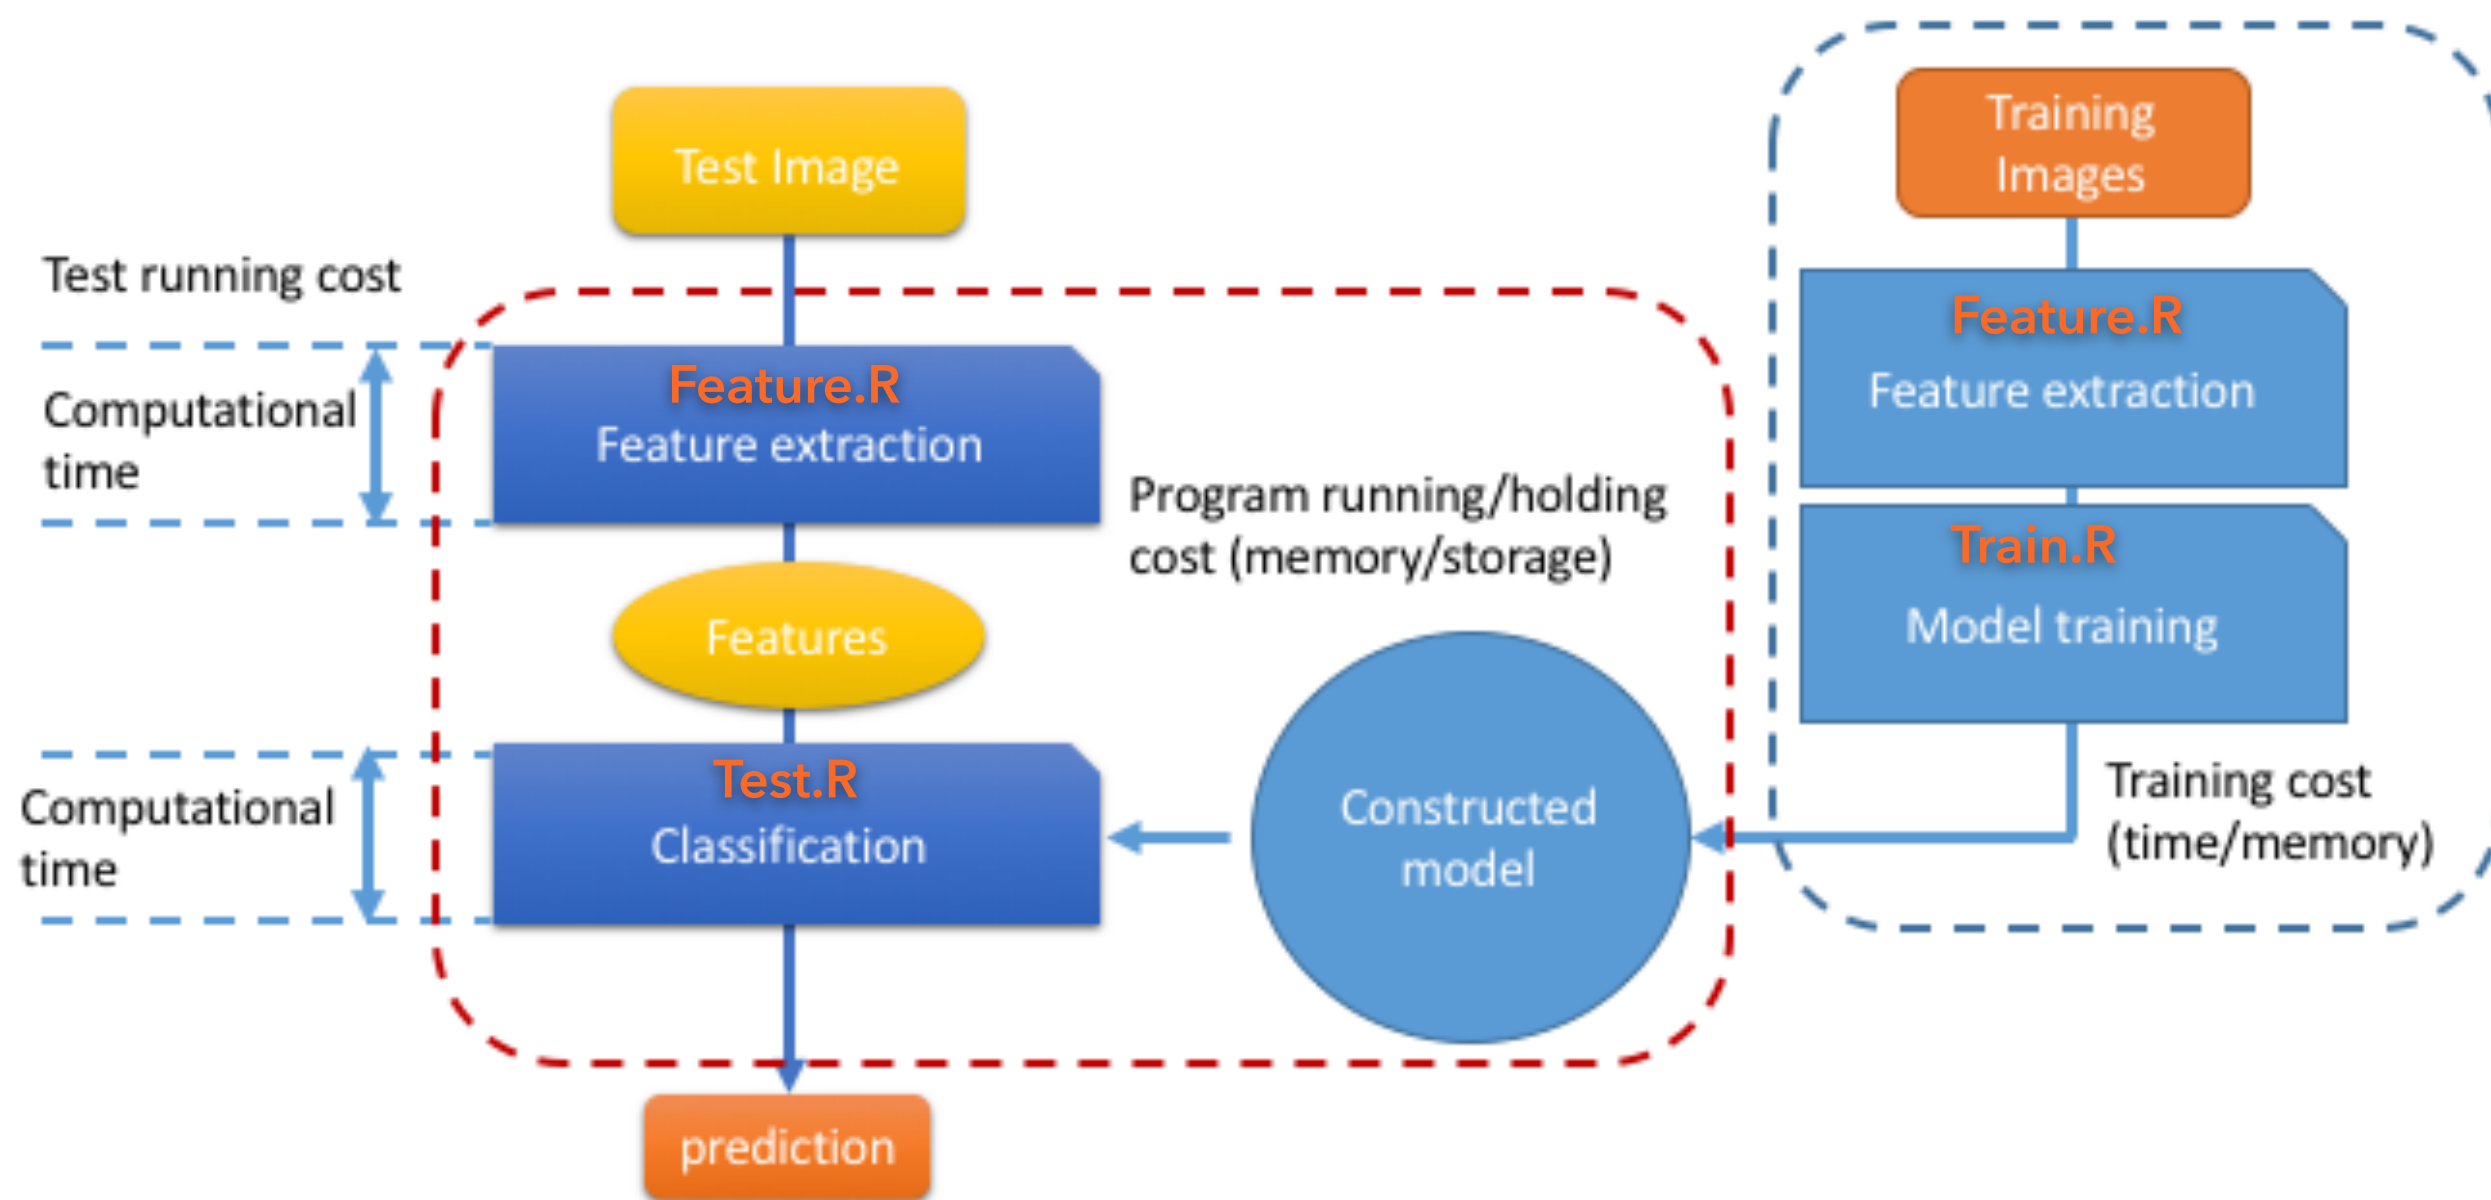 Test Image
Test running cost
Computational
time
Feature.R
Feature extraction
Program running/holding
cost (memory/storage)
Features
Computational
time
Test.R
Classification
Constructed
model
prediction
Training
Images
Feature.R
Feature extraction
Train.R
Model training
Training cost
(time/memory)